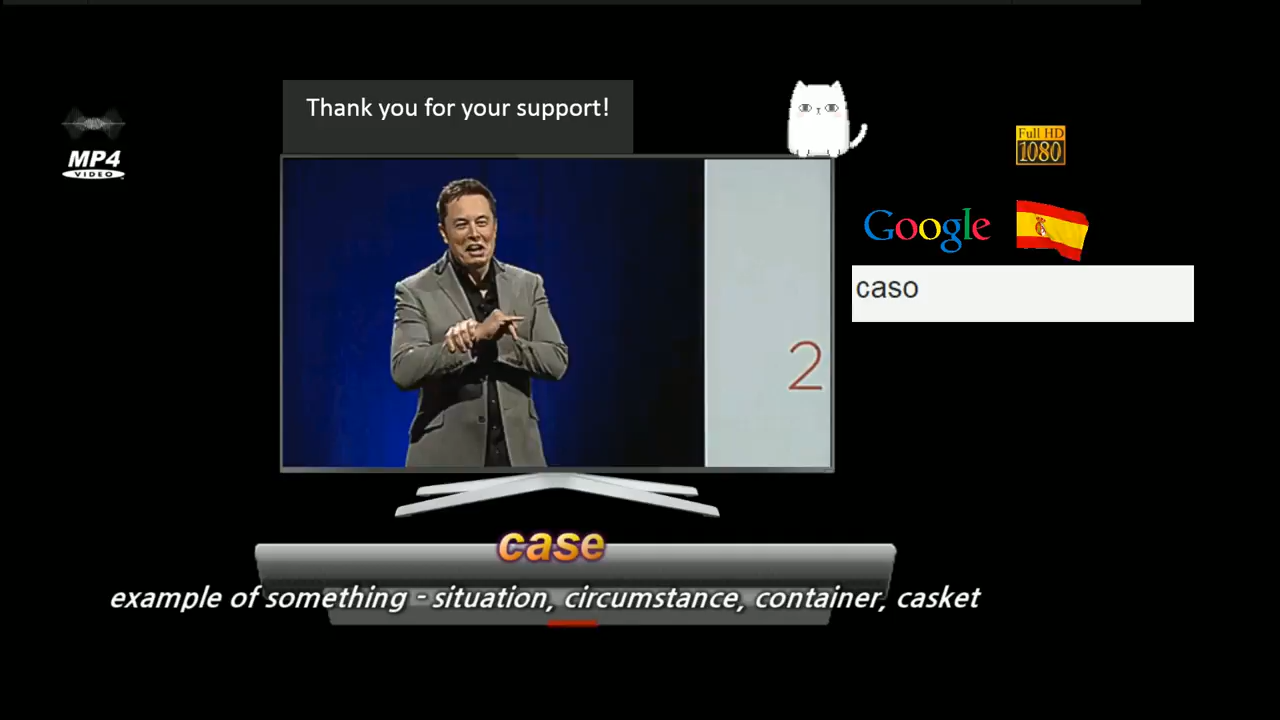 Thank you for your support!
MP4
VIDEO
Full HD
1080
Google
caso
2
case
example of something - situation, circumstance, container, casket